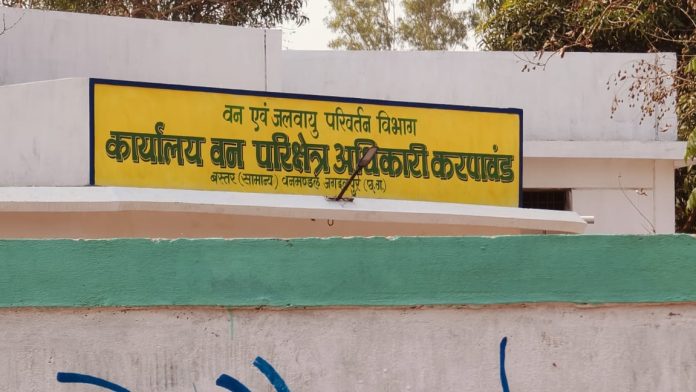 वन एवं जलवायु परिवर्तन विभाग
कार्यालय वन परिक्षेत्र अधिकारी करपावंड
बस्तर (सामान्य) वनमण्डल जगदलपुर (छ.ग.)